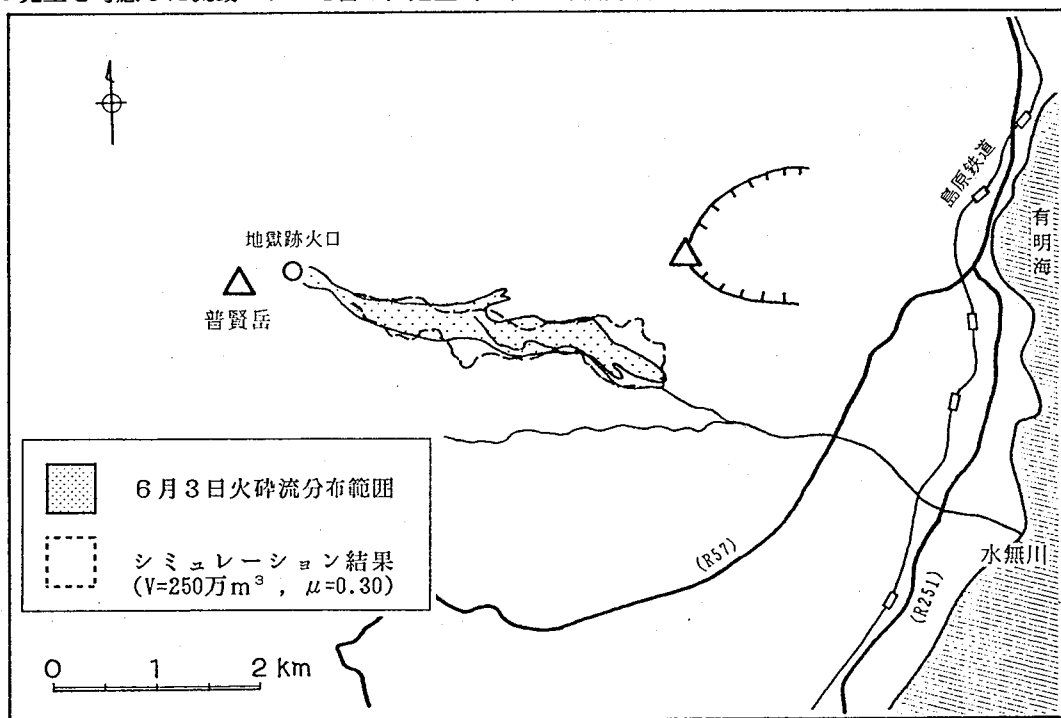 地獄跡火口
普賢岳
島原鉄道
有明海
水無川
(R57)
(R251)
6月3日火砕流分布範囲
シミュレーション結果
(V=250万m³ , μ=0.30)
0 1 2 km